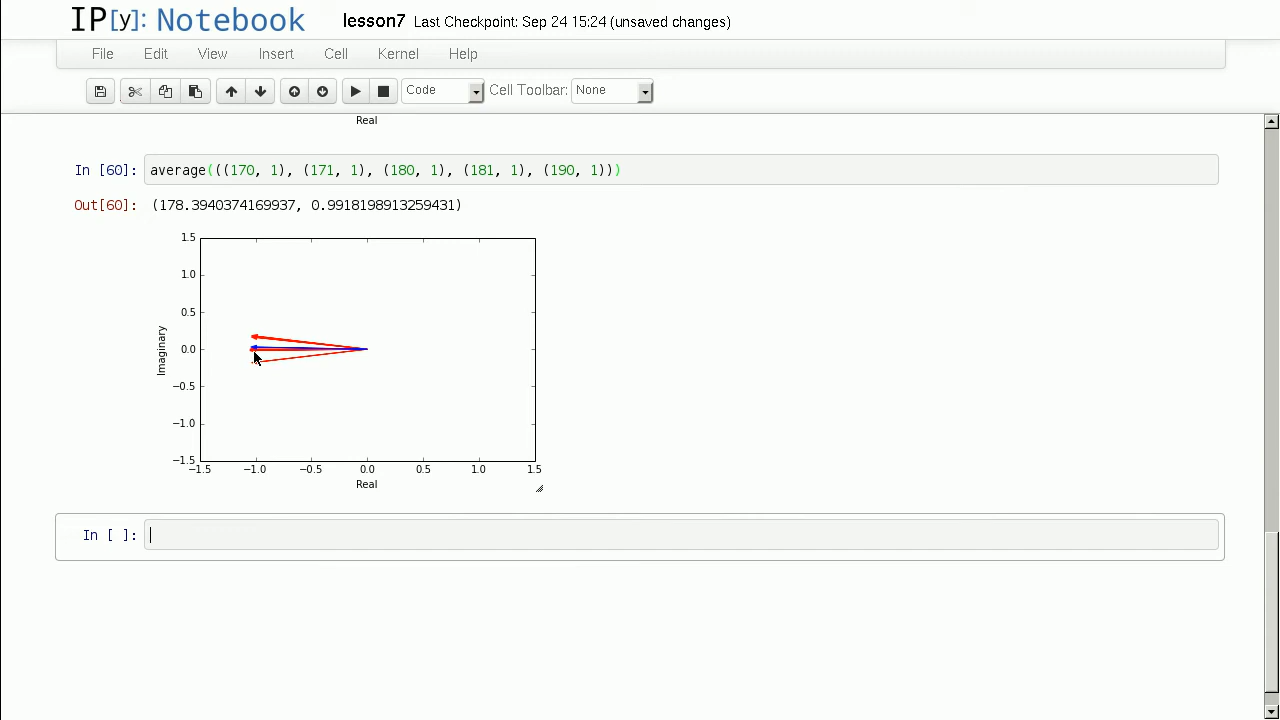 IP[y]: Notebook lesson7 Last Checkpoint: Sep 24 15:24 (unsaved changes)
File Edit View Insert Cell Kernel Help
Code Cell Toolbar: None
Real
In [60]: average(((170, 1), (171, 1), (180, 1), (181, 1), (190, 1)))
Out[60]: (178.3940374169937, 0.9918198913259431)
1.5
1.0
0.5
0.0
−0.5
−1.0
−1.5
Imaginary
−1.5 −1.0 −0.5 0.0 0.5 1.0 1.5
Real
In [ ]: